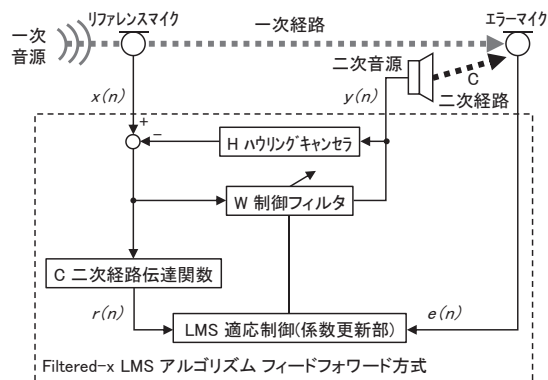 リファレンスマイク
一次経路
エラーマイク
一次
音源
二次音源
C
二次経路
x(n)
y(n)
+
−
H ハウリングキャンセラ
W 制御フィルタ
C 二次経路伝達関数
r(n)
e(n)
LMS 適応制御(係数更新部)
Filtered-x LMS アルゴリズム フィードフォワード方式